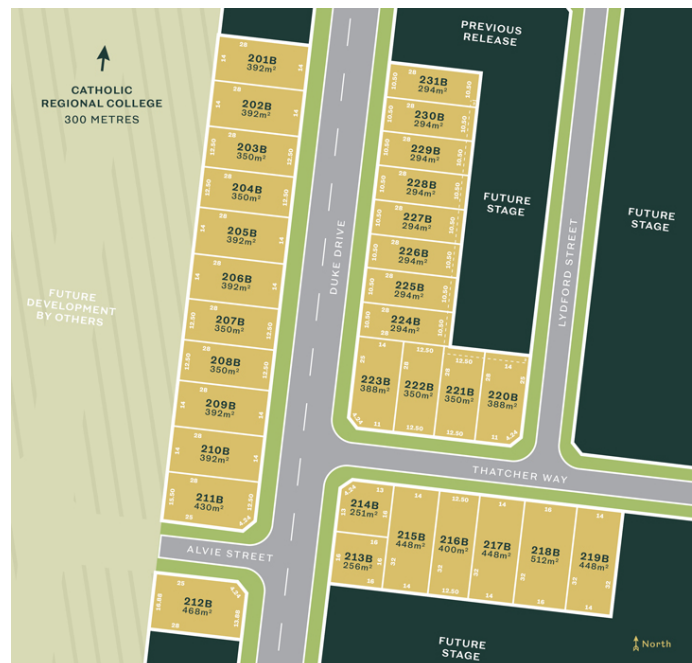 PREVIOUS
RELEASE
CATHOLIC
REGIONAL COLLEGE
300 METRES
FUTURE
DEVELOPMENT
BY OTHERS
201B
392m²
202B
392m²
203B
350m²
204B
350m²
205B
392m²
206B
392m²
207B
350m²
208B
350m²
209B
392m²
210B
392m²
211B
430m²
ALVIE STREET
212B
468m²
DUKE DRIVE
231B
294m²
230B
294m²
229B
294m²
228B
294m²
227B
294m²
226B
294m²
225B
294m²
224B
294m²
FUTURE
STAGE
LYDFORD STREET
FUTURE
STAGE
223B
388m²
222B
350m²
221B
350m²
220B
388m²
THATCHER WAY
214B
251m²
213B
256m²
215B
448m²
216B
400m²
217B
448m²
218B
512m²
219B
448m²
FUTURE
STAGE
North